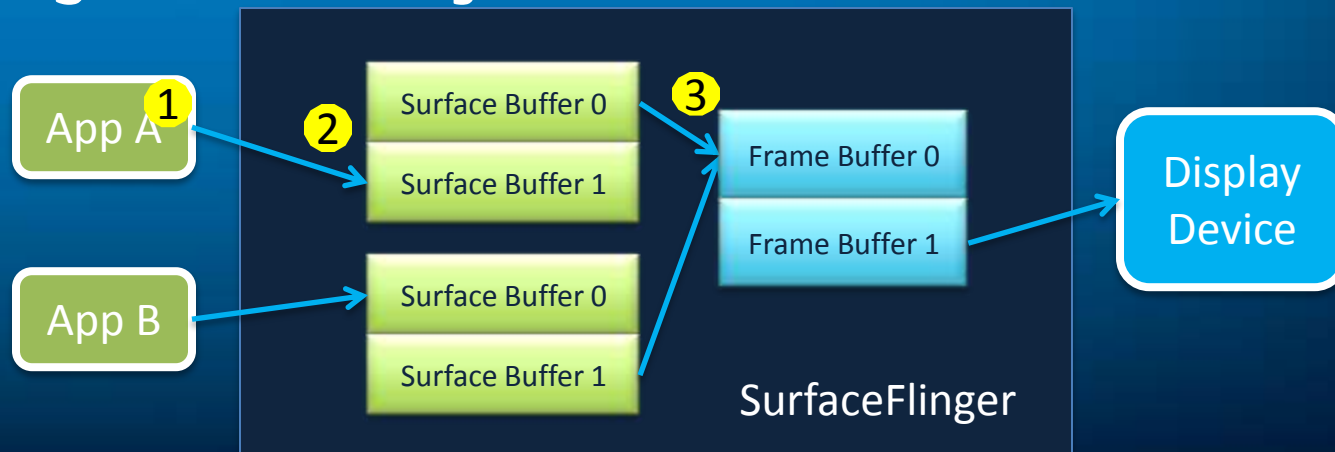 App A
1
2
Surface Buffer 0
Surface Buffer 1
3
Frame Buffer 0
Frame Buffer 1
Display
Device
App B
Surface Buffer 0
Surface Buffer 1
SurfaceFlinger